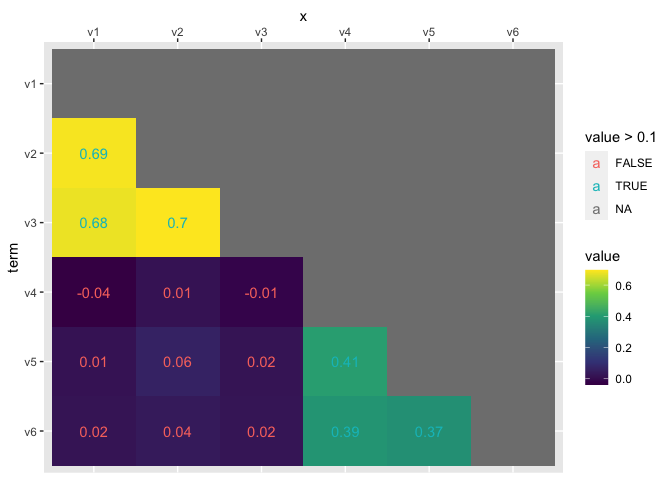 x
v1 v2 v3 v4 v5 v6
term
v1
v2 0.69
v3 0.68 0.7
v4 -0.04 0.01 -0.01
v5 0.01 0.06 0.02 0.41
v6 0.02 0.04 0.02 0.39 0.37
value > 0.1
a FALSE
a TRUE
a NA
value
0.6
0.4
0.2
0.0